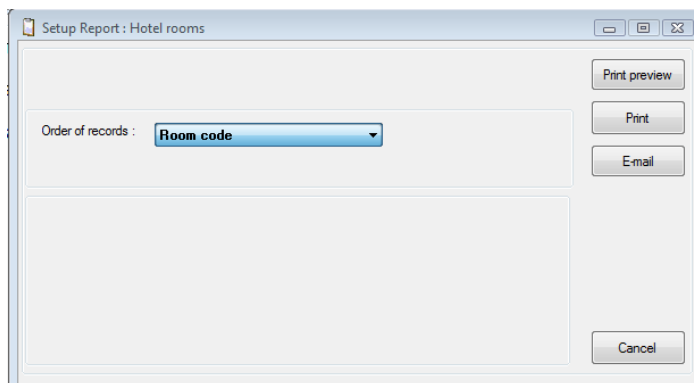 Setup Report : Hotel rooms
Print preview
Order of records :
Room code
Print
E-mail
Cancel